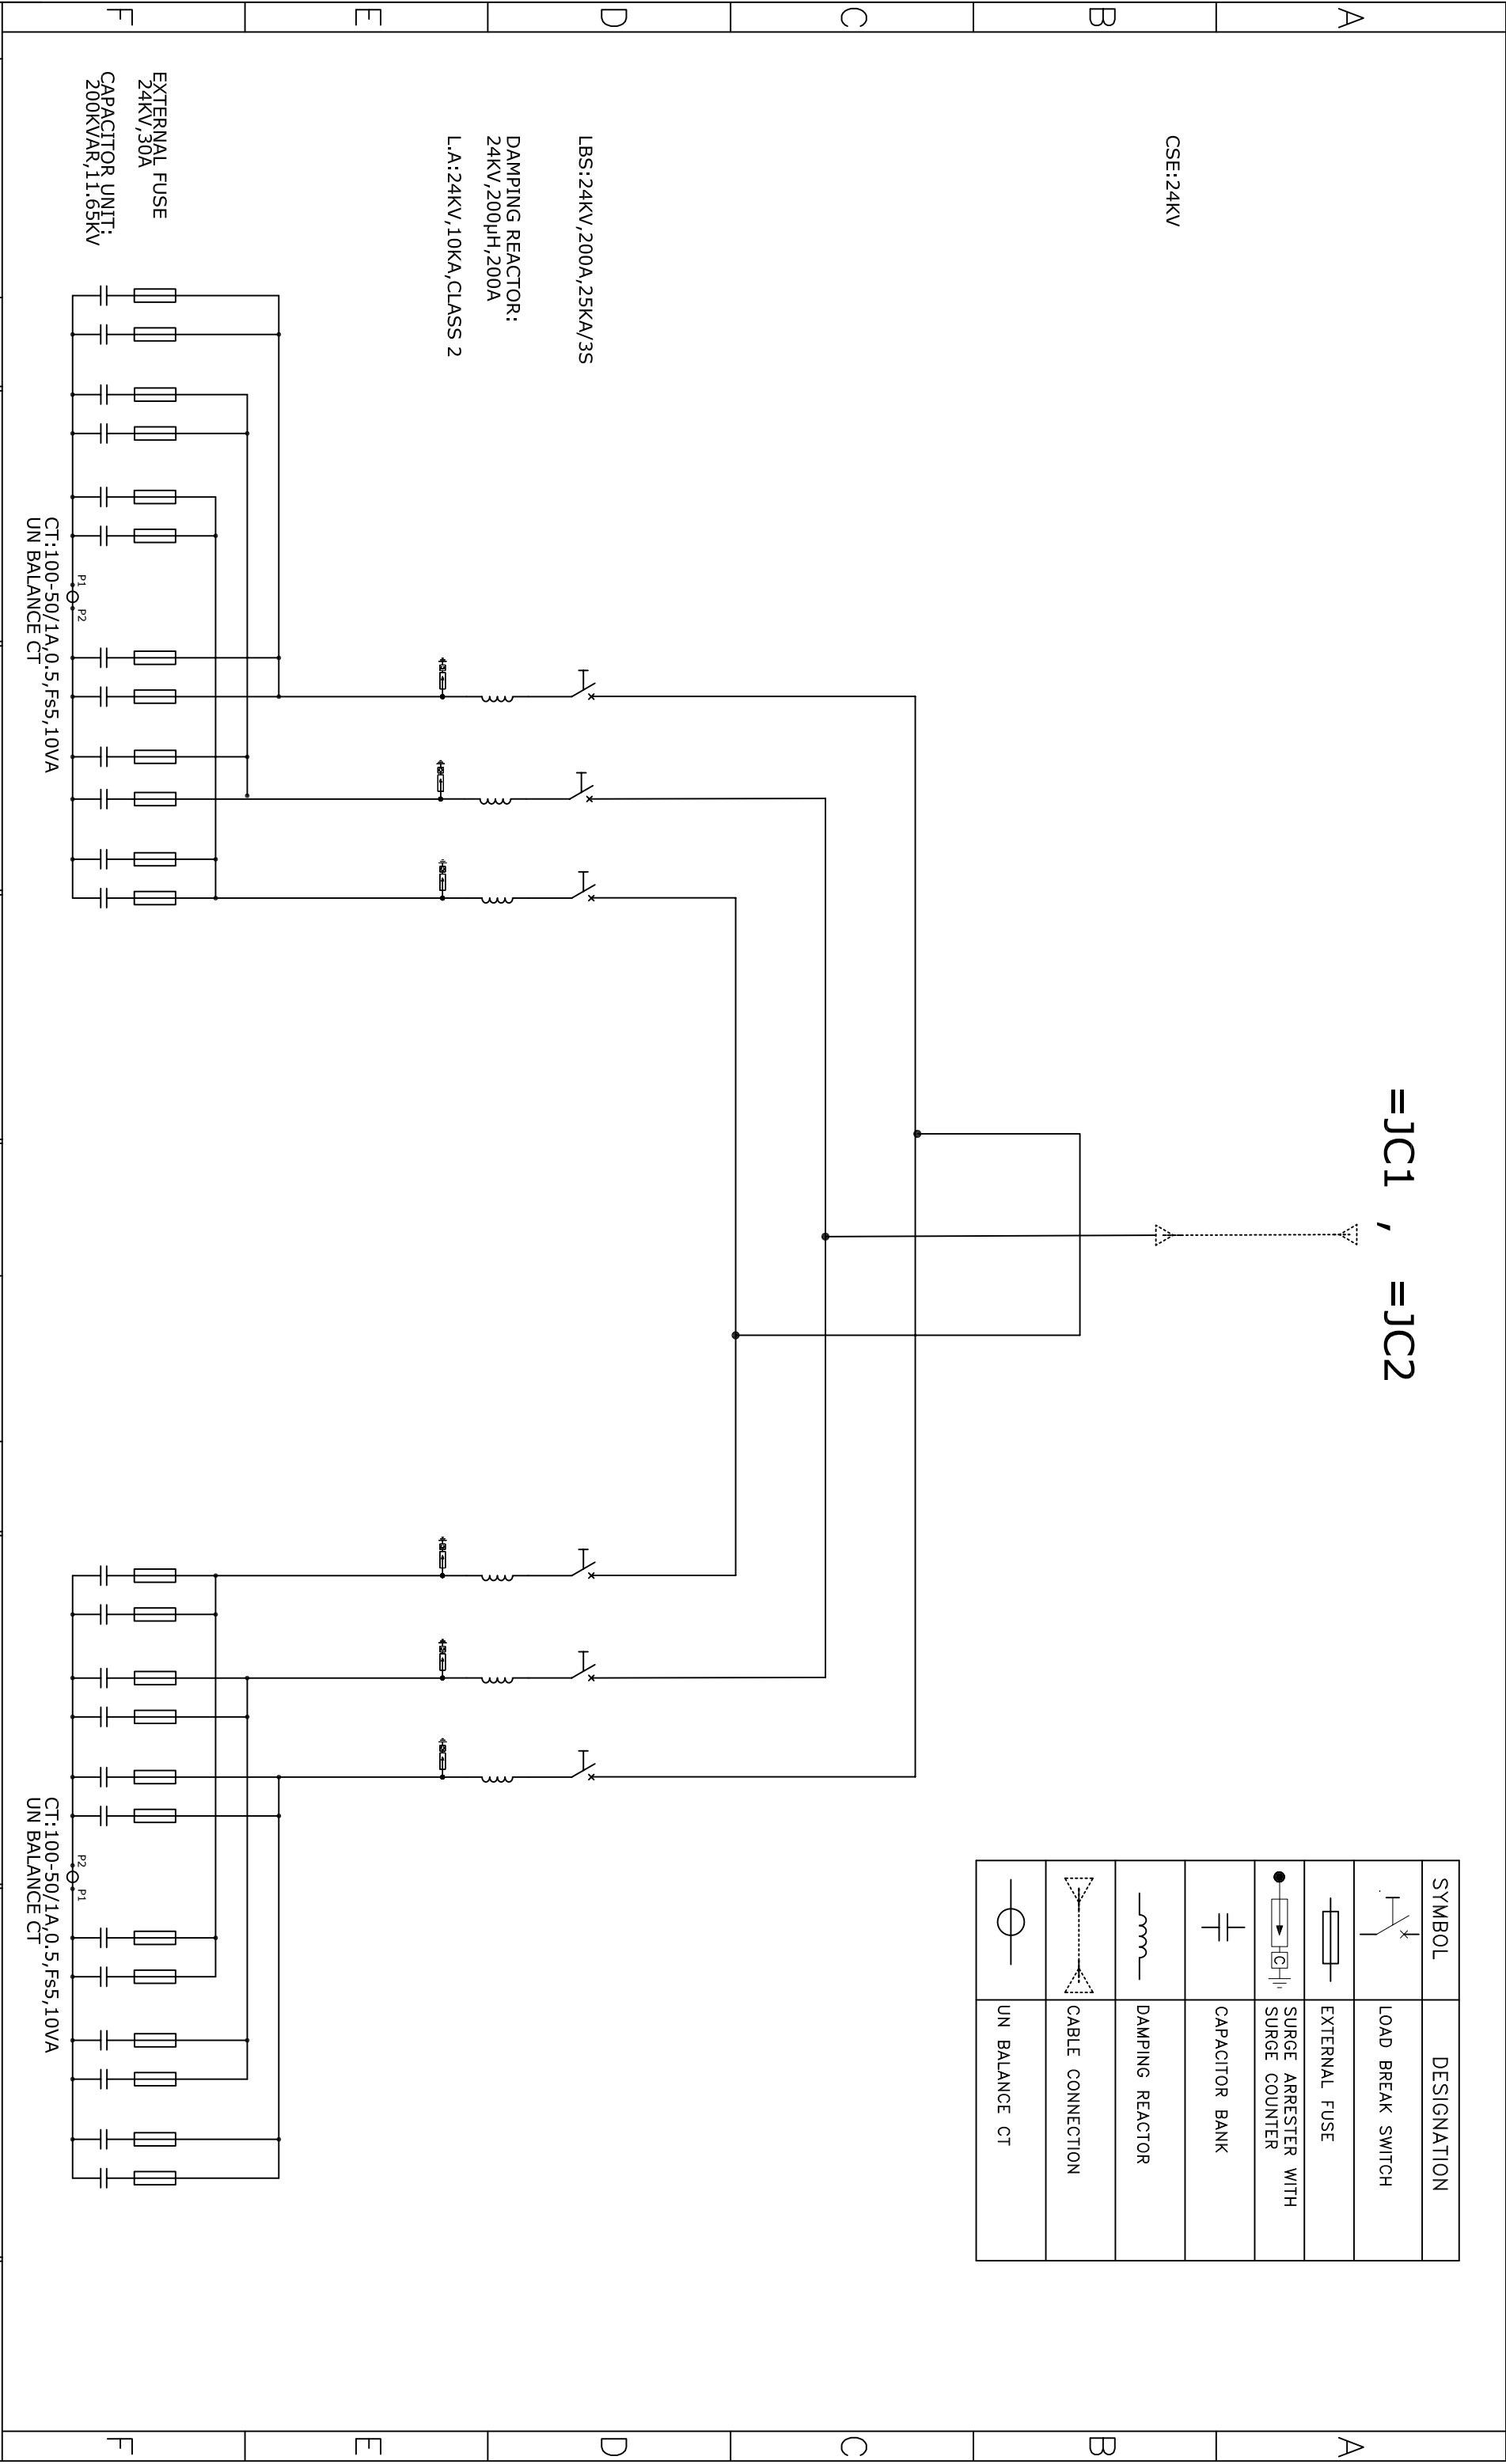 A
B
C
D
E
F
=JC1 , =JC2
CSE:24KV
LBS:24KV,200A,25KA/3S
DAMPING REACTOR:
24KV,200µH,200A
L.A:24KV,10KA,CLASS 2
EXTERNAL FUSE
24KV,30A
CAPACITOR UNIT:
200KVAR,11.65KV
P1 P2
CT:100-50/1A,0.5,Fs5,10VA
UN BALANCE CT
P2 P1
CT:100-50/1A,0.5,Fs5,10VA
UN BALANCE CT
SYMBOL DESIGNATION
LOAD BREAK SWITCH
EXTERNAL FUSE
C
SURGE ARRESTER WITH
SURGE COUNTER
CAPACITOR BANK
DAMPING REACTOR
CABLE CONNECTION
UN BALANCE CT
A
B
C
D
E
F